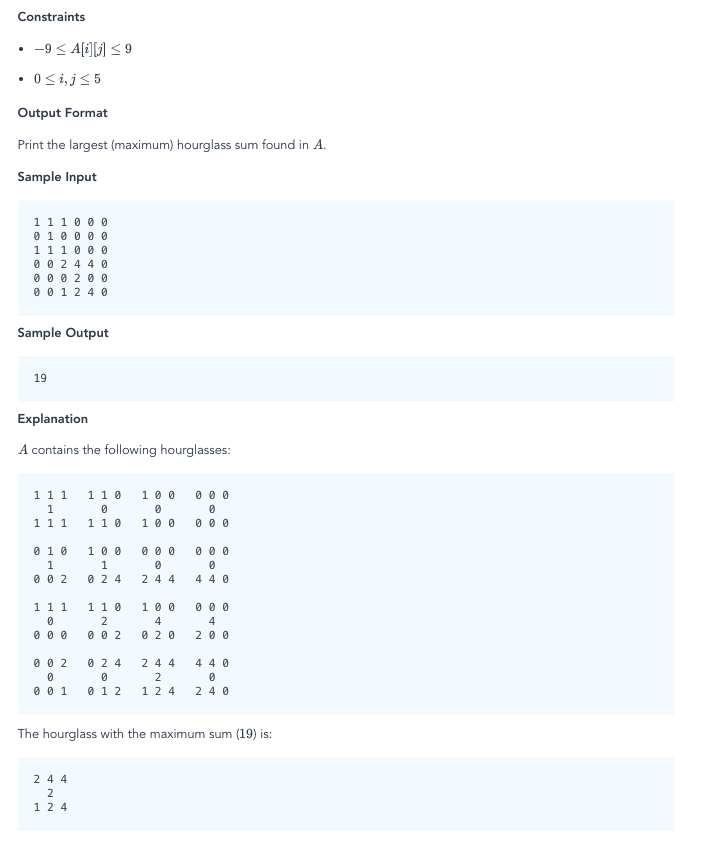 Constraints
• −9 ≤ A[i][j] ≤ 9
• 0 ≤ i, j ≤ 5
Output Format
Print the largest (maximum) hourglass sum found in A.
Sample Input
1 1 1 0 0 0
0 1 0 0 0 0
1 1 1 0 0 0
0 0 2 4 4 0
0 0 0 2 0 0
0 0 1 2 4 0
Sample Output
19
Explanation
A contains the following hourglasses:
1 1 1   1 1 0   1 0 0   0 0 0
  1       0       0       0
1 1 1   1 1 0   1 0 0   0 0 0
0 1 0   1 0 0   0 0 0   0 0 0
  1       1       0       0
0 0 2   0 2 4   2 4 4   4 4 0
1 1 1   1 1 0   1 0 0   0 0 0
  0       2       4       4
0 0 0   0 0 2   0 2 0   2 0 0
0 0 2   0 2 4   2 4 4   4 4 0
  0       0       2       0
0 0 1   0 1 2   1 2 4   2 4 0
The hourglass with the maximum sum (19) is:
2 4 4
  2
1 2 4